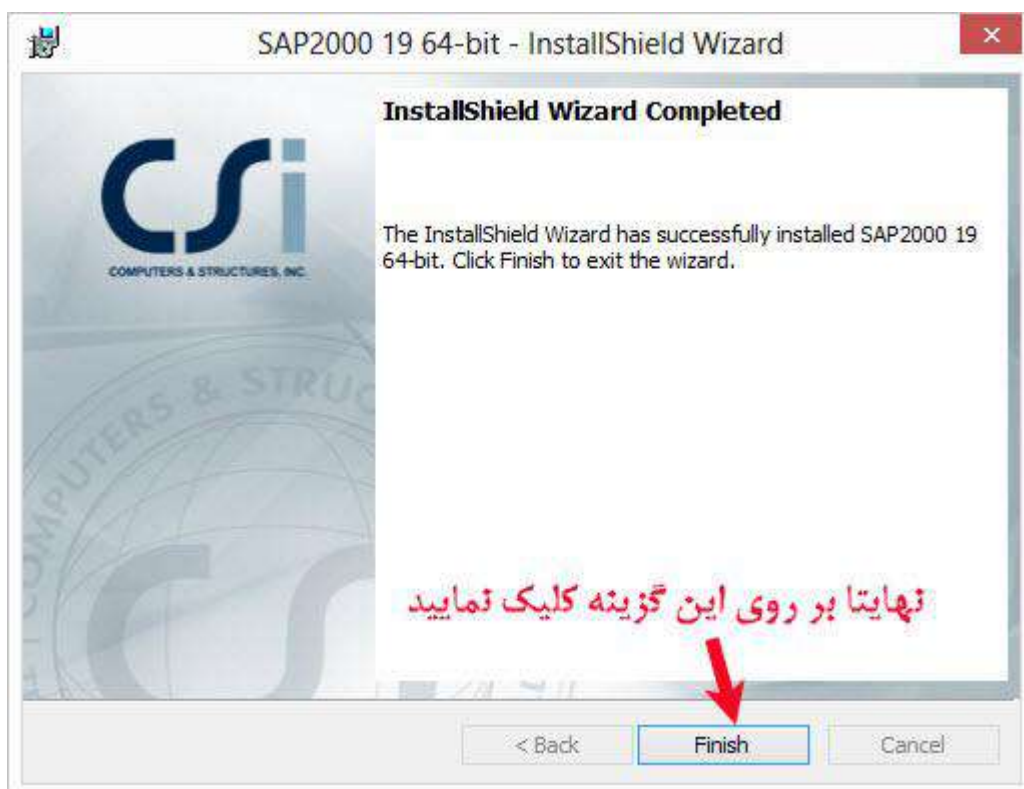 SAP2000 19 64-bit - InstallShield Wizard
InstallShield Wizard Completed
CSi
COMPUTERS & STRUCTURES, INC.
The InstallShield Wizard has successfully installed SAP2000 19
64-bit. Click Finish to exit the wizard.
COMPUTERS & STRUC
نهایتا بر روی این گزینه کلیک نمایید
< Back
Finish
Cancel